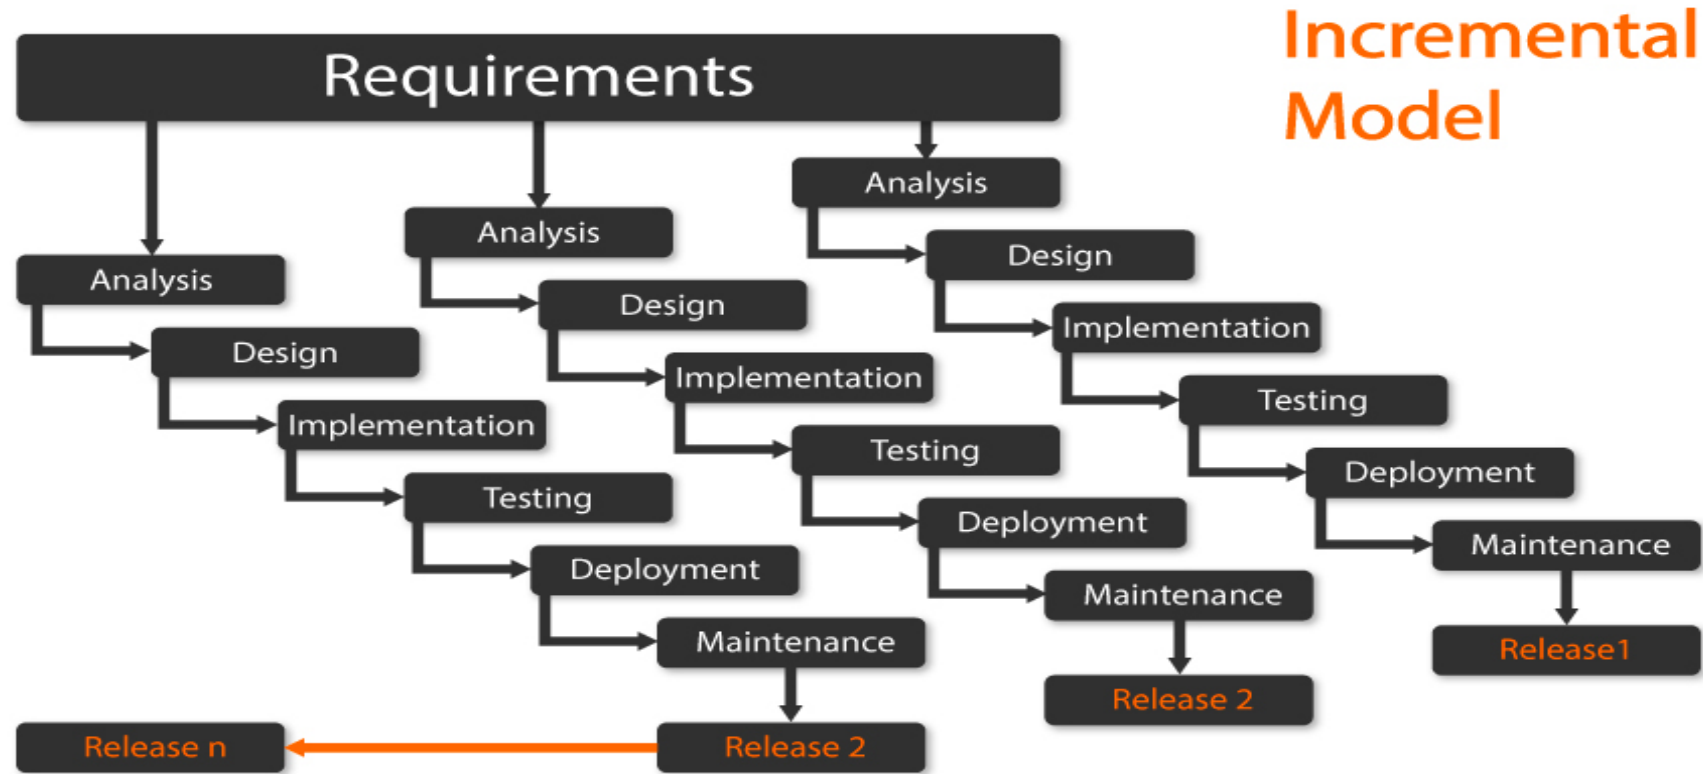 Incremental
Model
Requirements
Analysis
Analysis
Analysis
Design
Design
Design
Implementation
Implementation
Implementation
Testing
Testing
Testing
Deployment
Deployment
Deployment
Maintenance
Maintenance
Maintenance
Release1
Release 2
Release 2
Release n